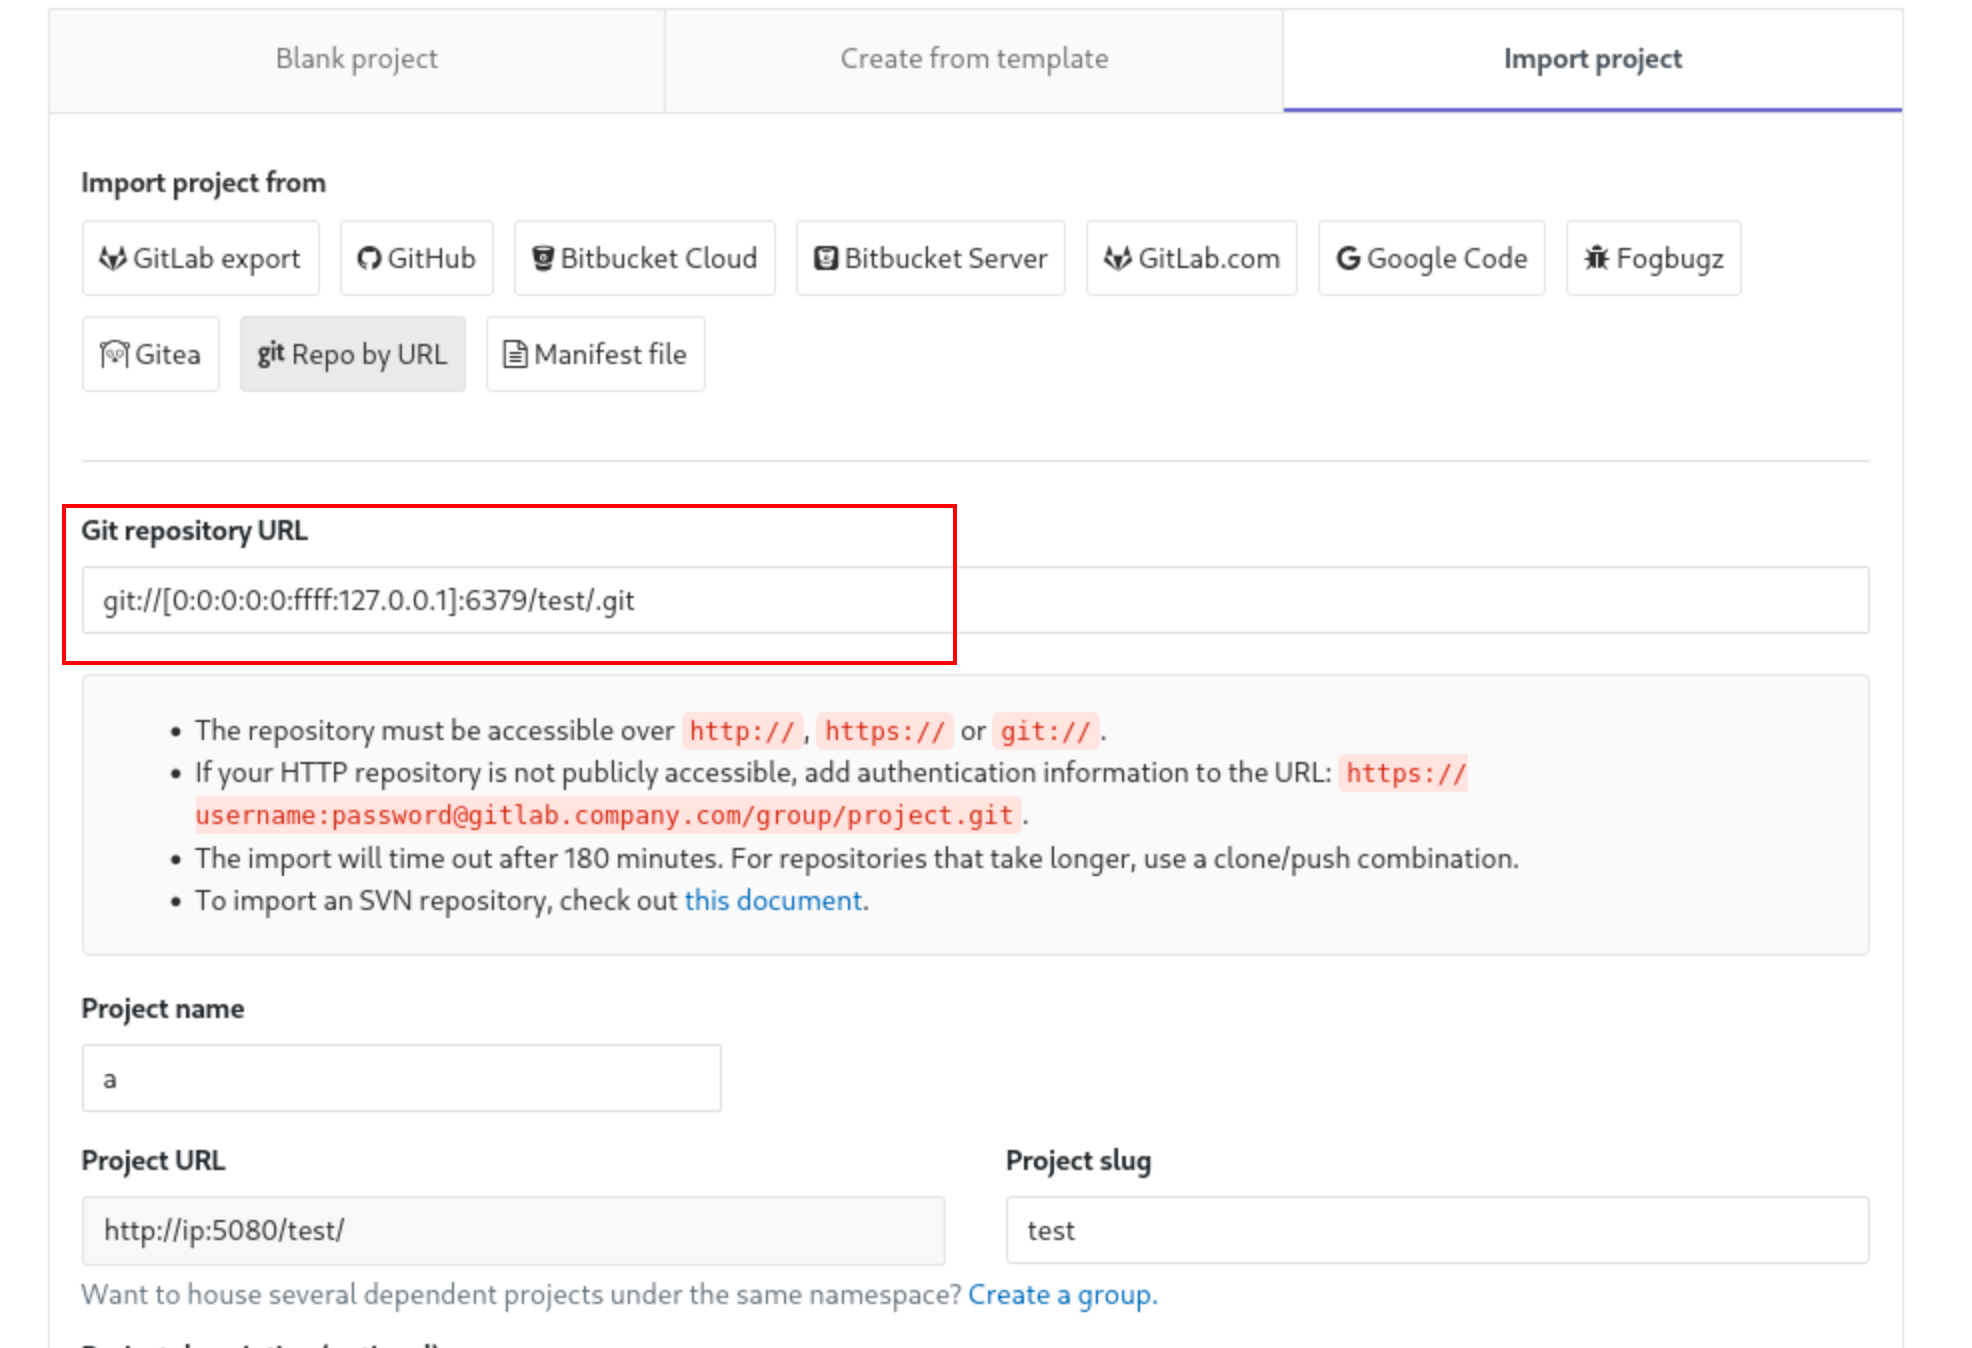 Blank project
Create from template
Import project
Import project from
GitLab export
GitHub
Bitbucket Cloud
Bitbucket Server
GitLab.com
Google Code
Fogbugz
Gitea
git Repo by URL
Manifest file
Git repository URL
git://[0:0:0:0:0:ffff:127.0.0.1]:6379/test/.git
The repository must be accessible over http://, https:// or git://.
If your HTTP repository is not publicly accessible, add authentication information to the URL: https://
username:password@gitlab.company.com/group/project.git.
The import will time out after 180 minutes. For repositories that take longer, use a clone/push combination.
To import an SVN repository, check out this document.
Project name
a
Project URL
Project slug
http://ip:5080/test/
test
Want to house several dependent projects under the same namespace? Create a group.